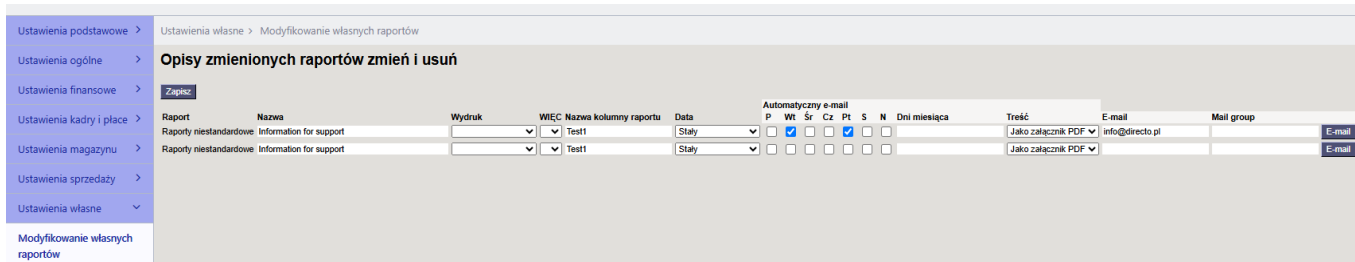 Ustawienia podstawowe >
Ustawienia własne > Modyfikowanie własnych raportów
Ustawienia ogólne >
Opisy zmienionych raportów zmień i usuń
Ustawienia finansowe >
Zapisz
Automatyczny e-mail
Ustawienia kadry i płace >
Raport Nazwa Wydruk WIĘC Nazwa kolumny raportu Data P Wt Śr Cz Pt S N Dni miesiąca Treść E-mail Mail group
Raporty niestandardowe Information for support Test1 Stały Jako załącznik PDF info@directo.pl E-mail
Ustawienia magazynu >
Raporty niestandardowe Information for support Test1 Stały Jako załącznik PDF E-mail
Ustawienia sprzedaży >
Ustawienia własne
Modyfikowanie własnych
raportów